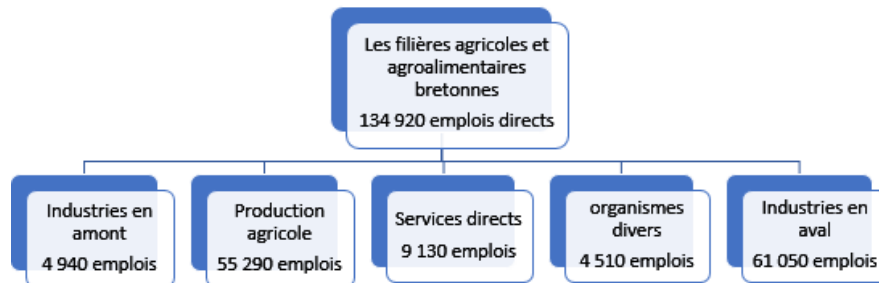 Les filières agricoles et
agroalimentaires
bretonnes
134 920 emplois directs
Industries en
amont
4 940 emplois
Production
agricole
55 290 emplois
Services directs
9 130 emplois
organismes
divers
4 510 emplois
Industries en
aval
61 050 emplois